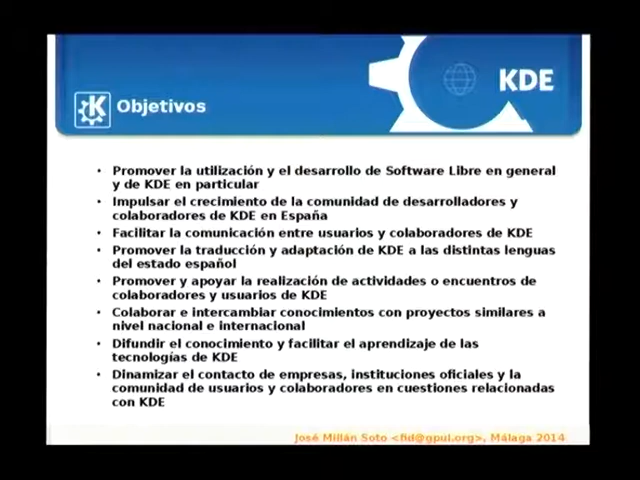 KDE
Objetivos
• Promover la utilización y el desarrollo de Software Libre en general
y de KDE en particular
• Impulsar el crecimiento de la comunidad de desarrolladores y
colaboradores de KDE en España
• Facilitar la comunicación entre usuarios y colaboradores de KDE
• Promover la traducción y adaptación de KDE a las distintas lenguas
del estado español
• Promover y apoyar la realización de actividades o encuentros de
colaboradores y usuarios de KDE
• Colaborar e intercambiar conocimientos con proyectos similares a
nivel nacional e internacional
• Difundir el conocimiento y facilitar el aprendizaje de las
tecnologías de KDE
• Dinamizar el contacto de empresas, instituciones oficiales y la
comunidad de usuarios y colaboradores en cuestiones relacionadas
con KDE
José Millán Soto <fid@gpul.org>, Málaga 2014